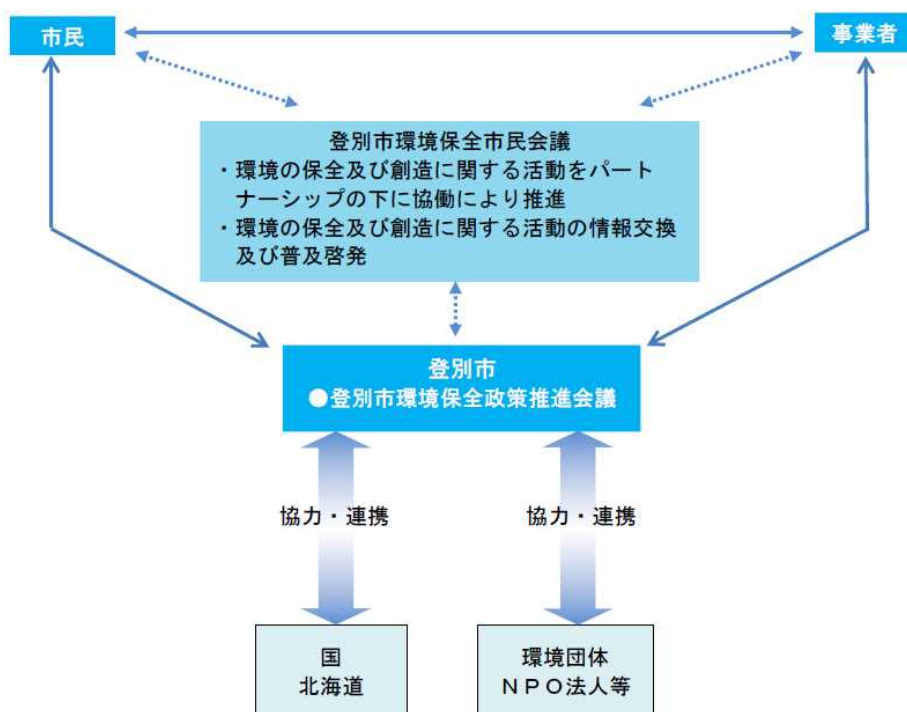 市民
事業者
登別市環境保全市民会議
・環境の保全及び創造に関する活動をパート
ナーシップの下に協働により推進
・環境の保全及び創造に関する活動の情報交換
及び普及啓発
登別市
●登別市環境保全政策推進会議
協力・連携
協力・連携
国
北海道
環境団体
ＮＰＯ法人等